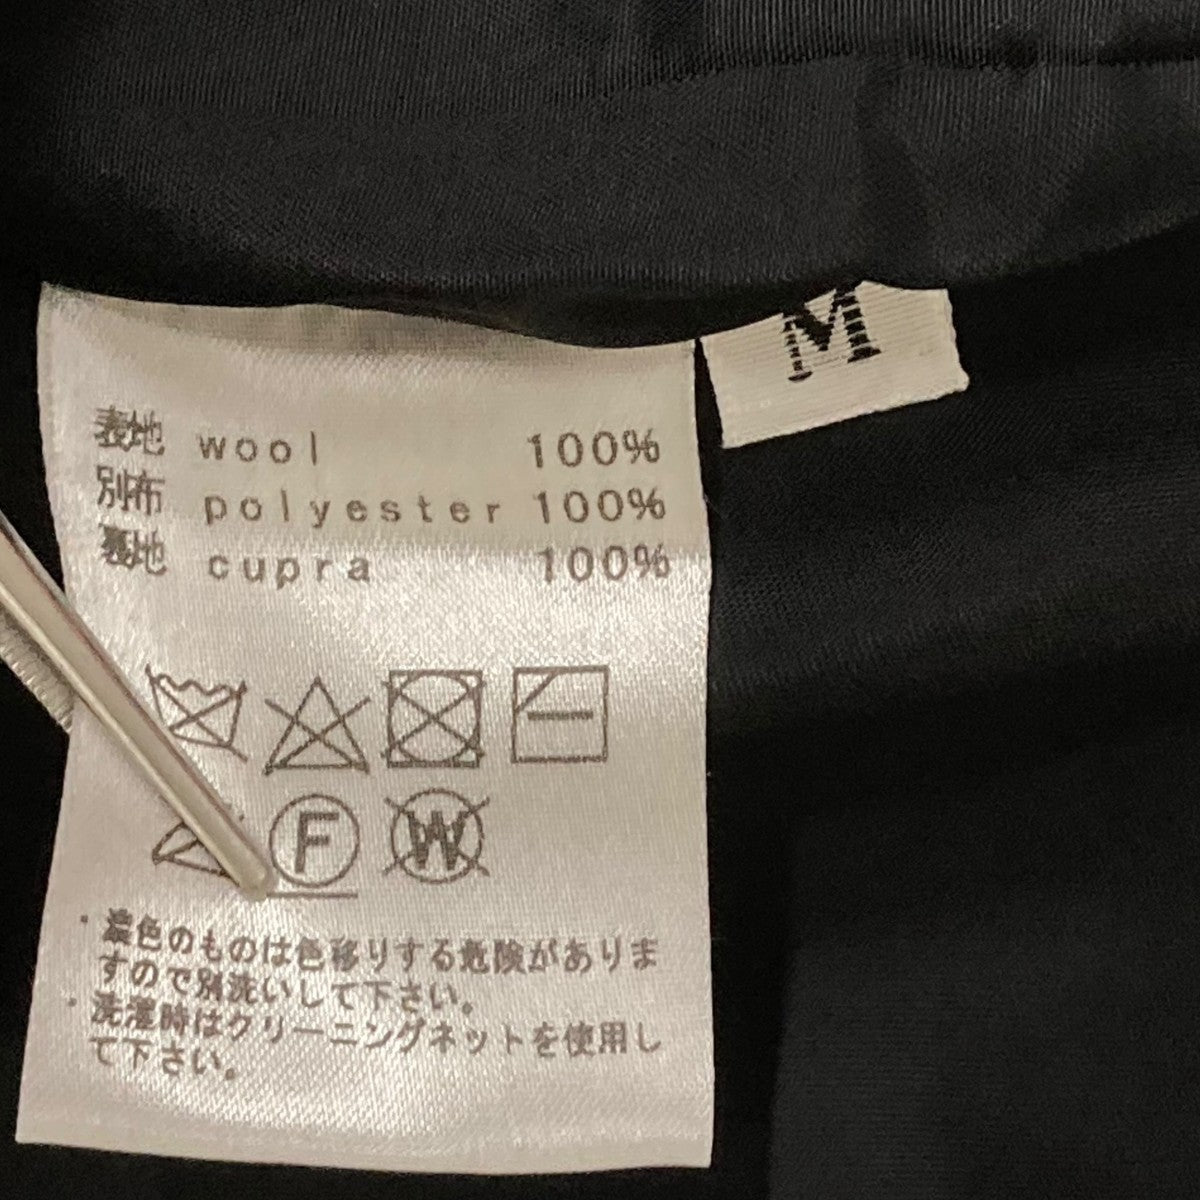 M
表地 wool 100%
別布 polyester 100%
裏地 cupra 100%
F W
・濃色のものは色移りする危険がありま
すので別洗いして下さい。
・洗濯時はクリーニングネットを使用し
て下さい。